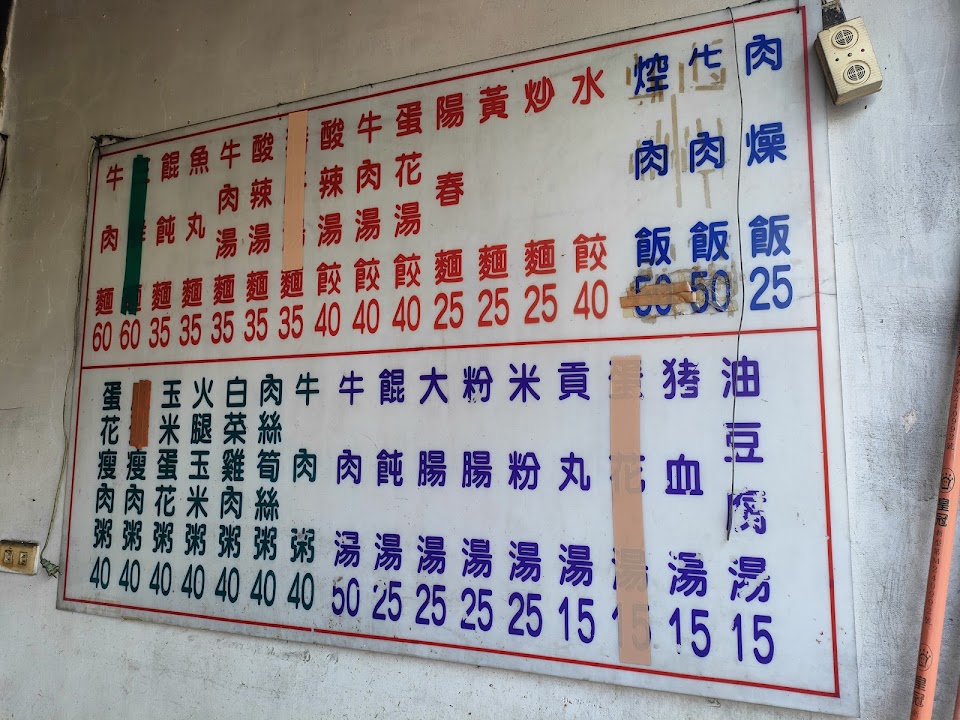 肉燥飯25
肉飯50
焢肉飯50
水餃40
炒麵25
黃麵25
陽春麵25
蛋花湯餃40
牛肉湯餃40
酸辣湯餃40
麵35
酸辣湯麵35
牛肉湯麵35
魚丸麵35
餛飩麵35
麵60
牛肉麵60
油豆腐湯15
猪血湯15
蛋花湯15
貢丸湯15
米粉湯25
粉腸湯25
大腸湯25
餛飩湯25
牛肉湯50
牛肉粥40
肉絲筍絲粥40
白菜雞肉粥40
火腿玉米粥40
玉米蛋花粥40
瘦肉粥40
蛋花瘦肉粥40